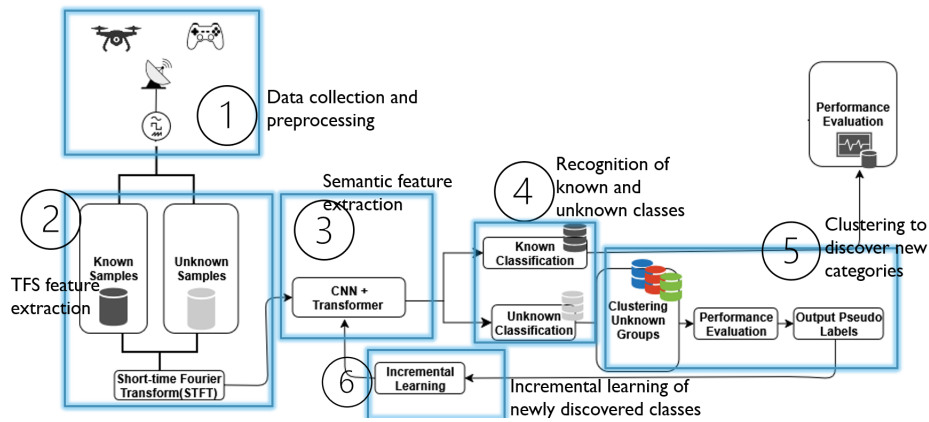 1
Data collection and
preprocessing
Performance
Evaluation
2
Known
Samples
Unknown
Samples
TFS feature
extraction
Short-time Fourier
Transform(STFT)
Semantic feature
extraction
3
CNN +
Transformer
4
Recognition of
known and
unknown classes
Known
Classification
Unknown
Classification
5
Clustering to
discover new
categories
Clustering
Unknown
Groups
Performance
Evaluation
Output Pseudo
Labels
6
Incremental
Learning
Incremental learning of
newly discovered classes